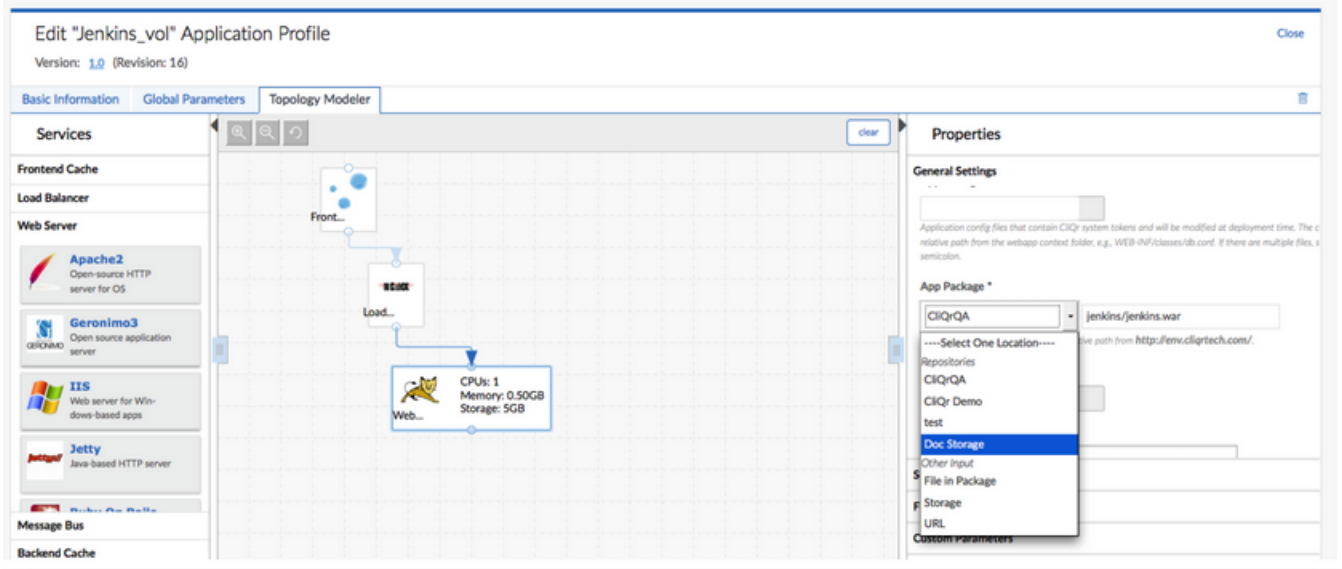 Edit "Jenkins_vol" Application Profile
Close
Version: 1.0 (Revision: 16)
Basic Information
Global Parameters
Topology Modeler
Services
clear
Properties
Frontend Cache
Load Balancer
Web Server
Apache2
Open-source HTTP
server for OS
Geronimo3
Open source application
server
GERONIMO
IIS
Web server for Win-
dows-based apps
Jetty
Java-based HTTP server
Ruby On Rails
Message Bus
Backend Cache
Front...
Load...
Web...
CPUs: 1
Memory: 0.50GB
Storage: 5GB
General Settings
Application config files that contain CliQr system tokens and will be modified at deployment time. The c
relative path from the webapp context folder, e.g., WEB-INF/classes/db.conf. If there are multiple files, s
semicolon.
App Package *
CliQrQA
jenkins/jenkins.war
ive path from http://env.cliqrtech.com/.
----Select One Location----
Repositories
CliQrQA
CliQr Demo
test
Doc Storage
Other Input
File in Package
Storage
URL
S
F
Custom Parameters